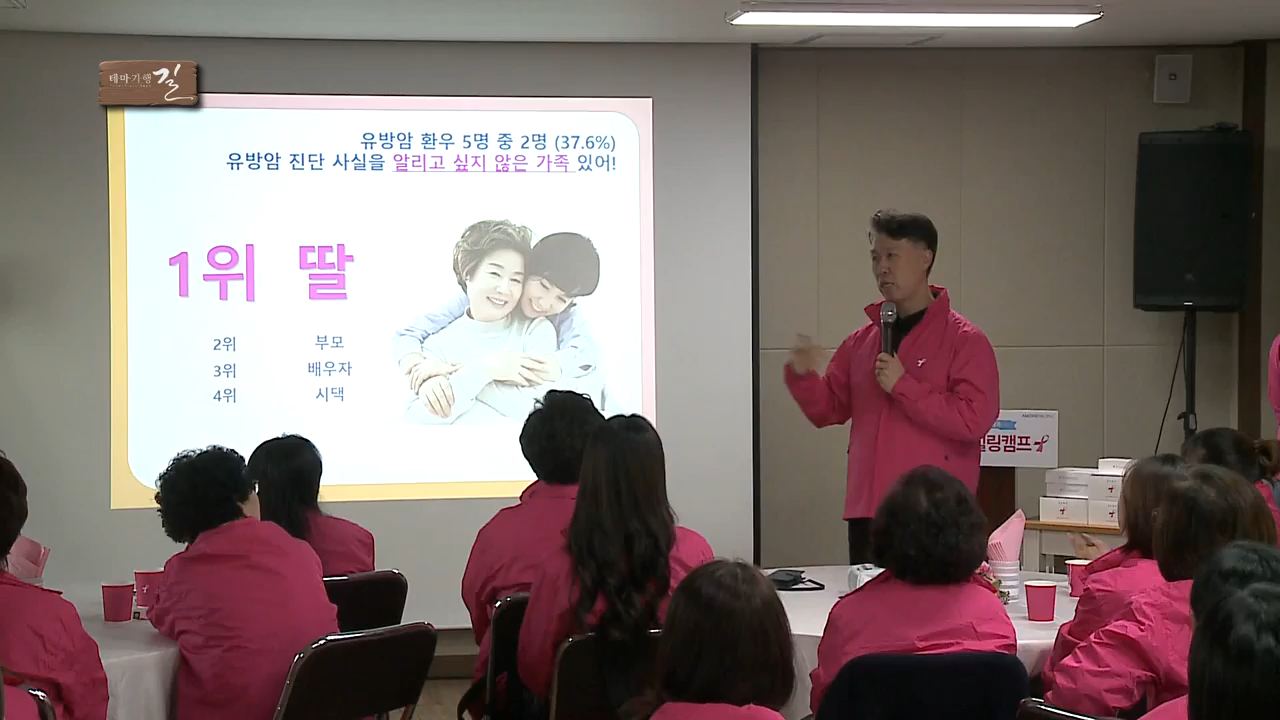 테마기행 길
유방암 환우 5명 중 2명 (37.6%)
유방암 진단 사실을 알리고 싶지 않은 가족 있어!
1위 딸
2위 부모
3위 배우자
4위 시댁
AMOREPACIFIC
힐링캠프